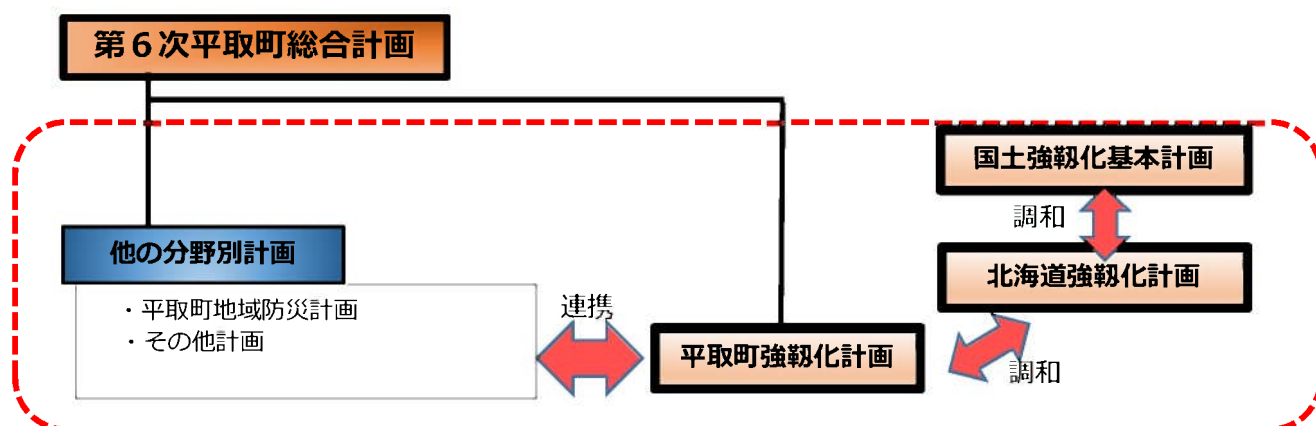 第６次平取町総合計画
国土強靱化基本計画
調和
他の分野別計画
北海道強靱化計画
・平取町地域防災計画
・その他計画
連携
平取町強靱化計画
調和